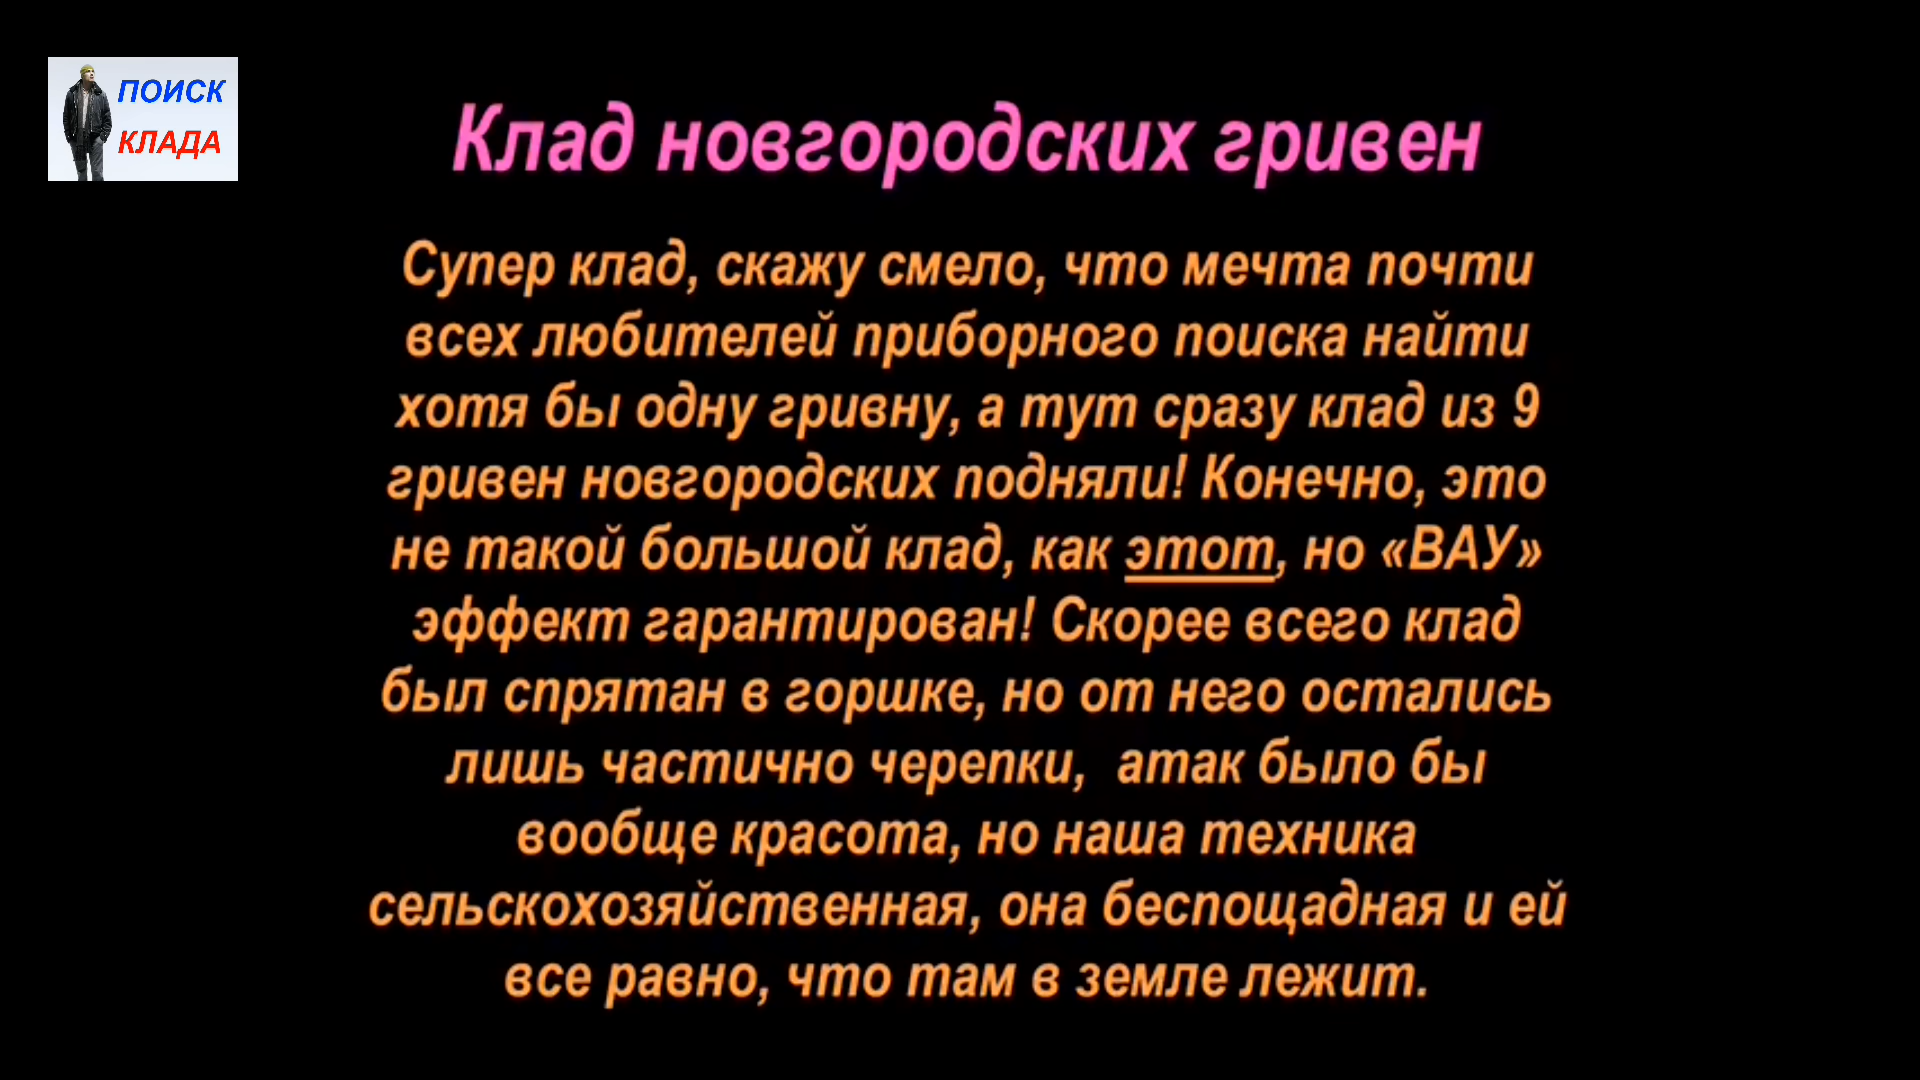 ПОИСК
КЛАДА
Клад новгородских гривен
Супер клад, скажу смело, что мечта почти
всех любителей приборного поиска найти
хотя бы одну гривну, а тут сразу клад из 9
гривен новгородских подняли! Конечно, это
не такой большой клад, как этот, но «ВАУ»
эффект гарантирован! Скорее всего клад
был спрятан в горшке, но от него остались
лишь частично черепки, атак было бы
вообще красота, но наша техника
сельскохозяйственная, она беспощадная и ей
все равно, что там в земле лежит.